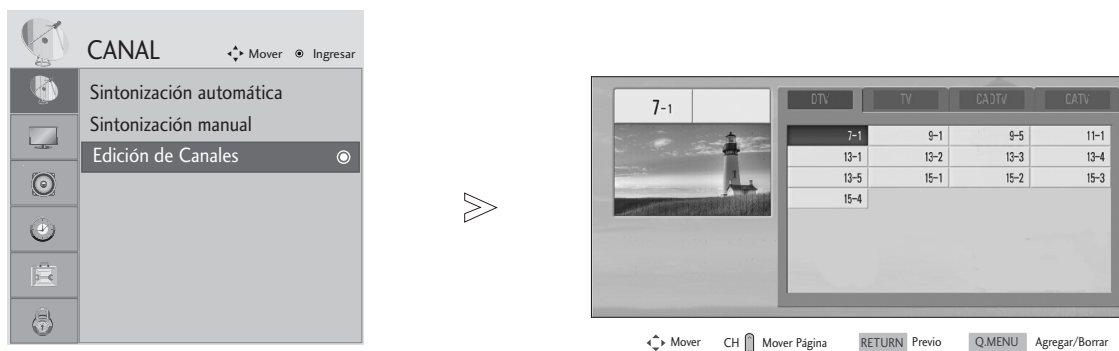 CANAL
Mover Ingresar
Sintonización automática
Sintonización manual
Edición de Canales
7-1
DTV TV CADTV CATV
7-1 9-1 9-5 11-1
13-1 13-2 13-3 13-4
13-5 15-1 15-2 15-3
15-4
Mover CH Mover Página RETURN Previo Q.MENU Agregar/Borrar